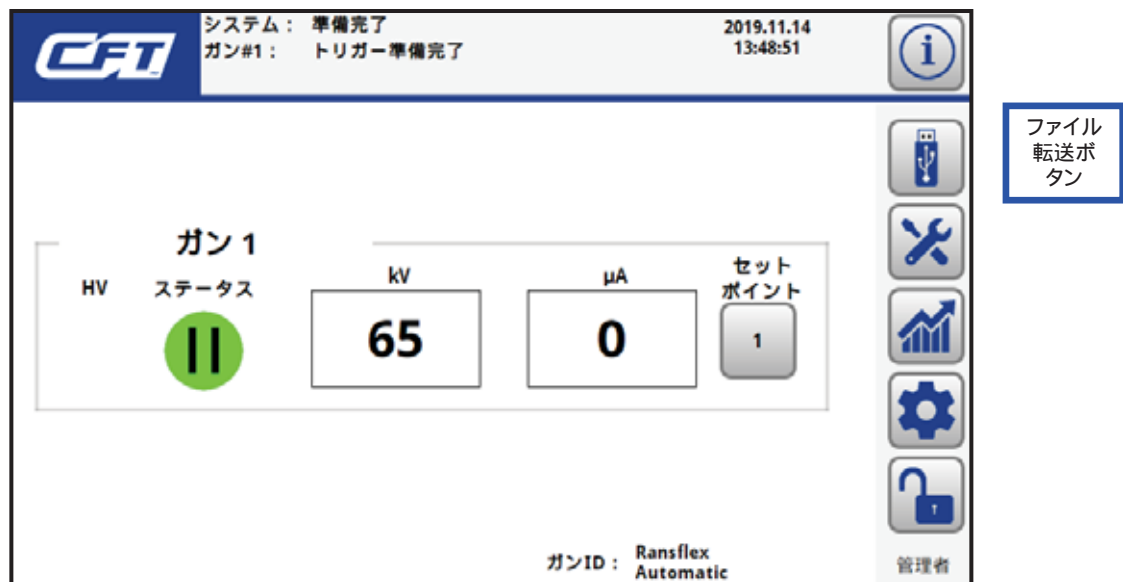 CFT
システム： 準備完了
ガン#1： トリガー準備完了
2019.11.14
13:48:51
i
ファイル
転送ボ
タン
ガン 1
HV ステータス kV μA セット
ポイント
65 0 1
ガンID： Ransflex
Automatic
管理者